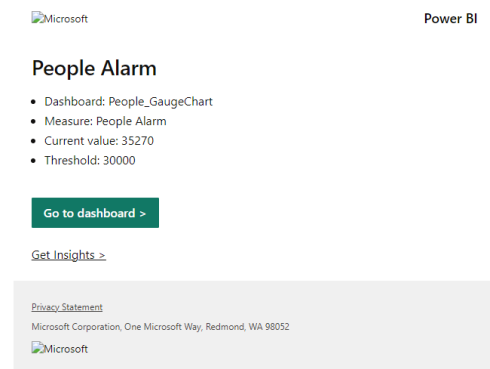 Microsoft Power BI
People Alarm
Dashboard: People_GaugeChart
Measure: People Alarm
Current value: 35270
Threshold: 30000
Go to dashboard >
Get Insights >
Privacy Statement
Microsoft Corporation, One Microsoft Way, Redmond, WA 98052
Microsoft